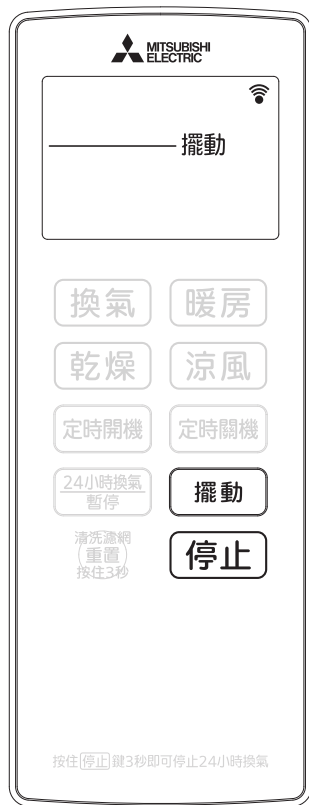 MITSUBISHI
ELECTRIC
擺動
換氣
暖房
乾燥
涼風
定時開機
定時關機
24小時換氣
暫停
擺動
清洗濾網
重置
按住3秒
停止
按住停止鍵3秒即可停止24小時換氣